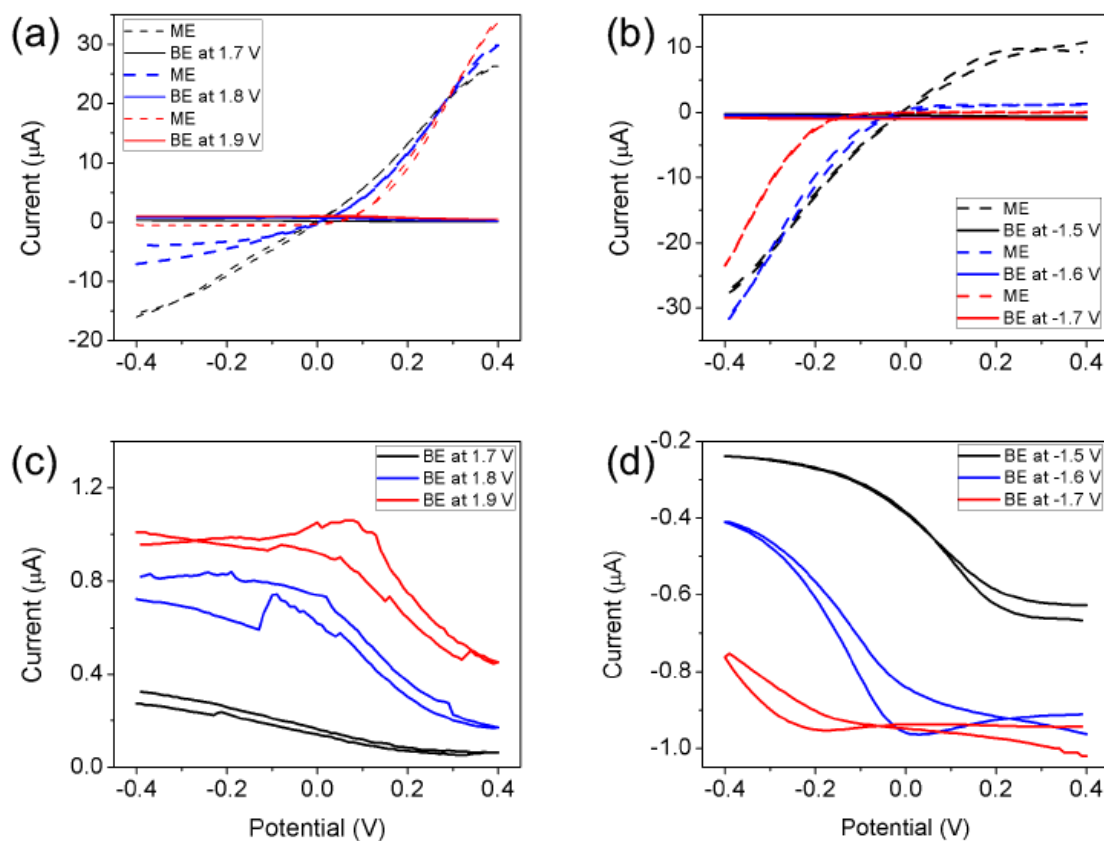 (a)
ME
BE at 1.7 V
ME
BE at 1.8 V
ME
BE at 1.9 V
30
20
10
0
-10
-20
Current (μA)
-0.4
-0.2
0.0
0.2
0.4
(b)
10
0
-10
-20
-30
Current (μA)
ME
BE at -1.5 V
ME
BE at -1.6 V
ME
BE at -1.7 V
-0.4
-0.2
0.0
0.2
0.4
(c)
BE at 1.7 V
BE at 1.8 V
BE at 1.9 V
1.2
0.8
0.4
0.0
Current (μA)
-0.4
-0.2
0.0
0.2
0.4
Potential (V)
(d)
BE at -1.5 V
BE at -1.6 V
BE at -1.7 V
-0.2
-0.4
-0.6
-0.8
-1.0
Current (μA)
-0.4
-0.2
0.0
0.2
0.4
Potential (V)